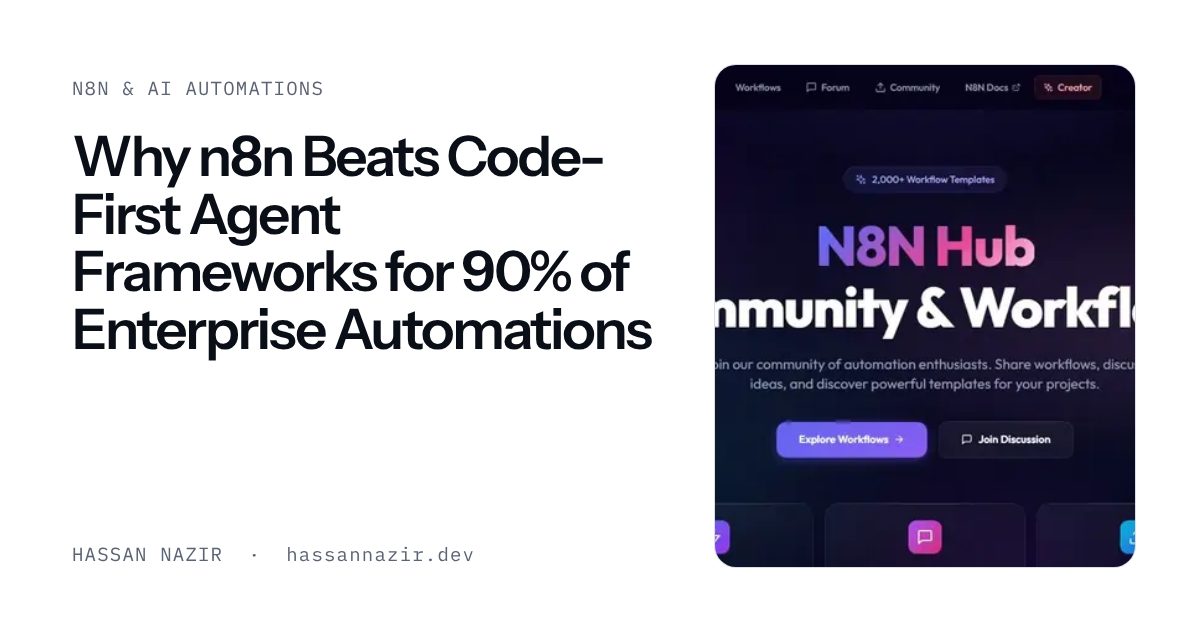 N8N & AI AUTOMATIONS
Why n8n Beats Code-
First Agent
Frameworks for 90% of
Enterprise Automations
HASSAN NAZIR · hassannazir.dev
Workflows Forum Community N8N Docs Creator
2,000+ Workflow Templates
N8N Hub
mmunity & Workfl
oin our community of automation enthusiasts. Share workflows, discu
ideas, and discover powerful templates for your projects.
Explore Workflows → Join Discussion